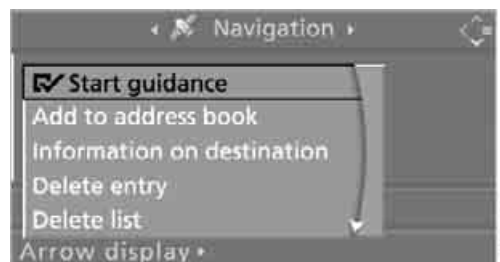 Navigation
Start guidance
Add to address book
Information on destination
Delete entry
Delete list
Arrow display